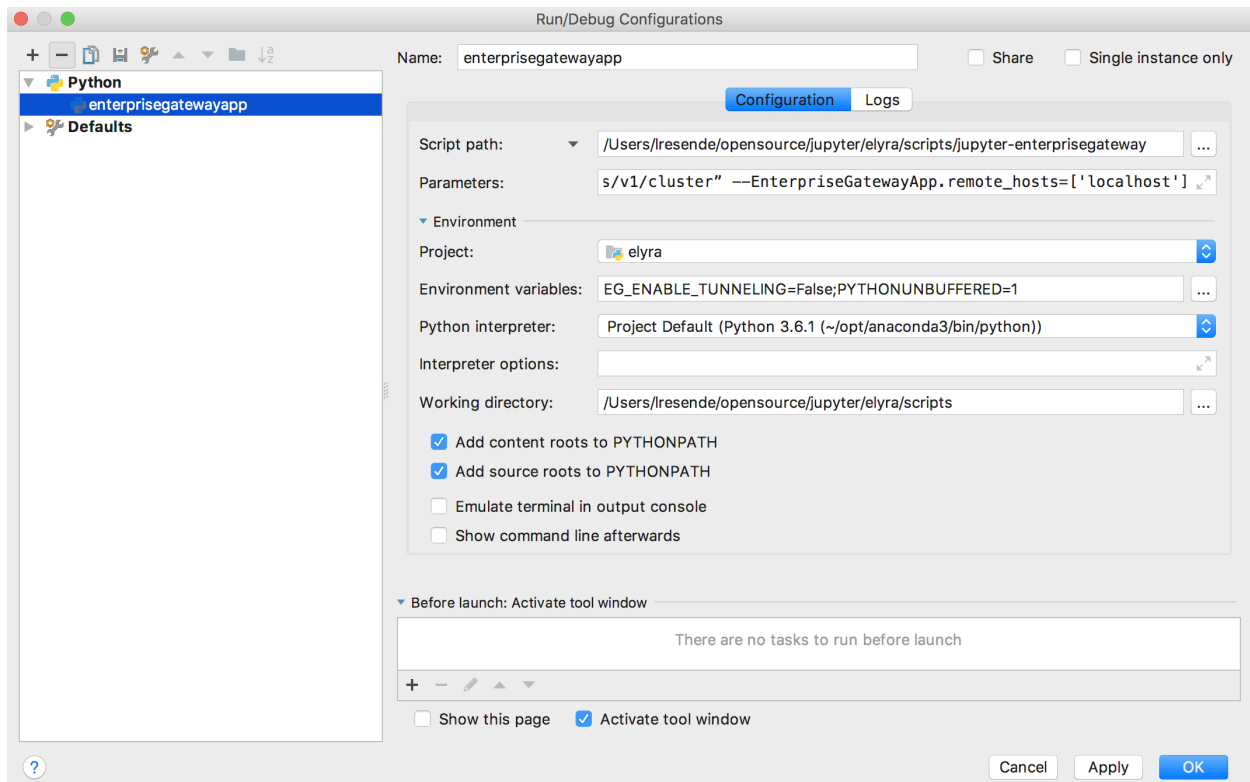 Run/Debug Configurations
Name: enterprisegatewayapp Share Single instance only
Python
enterprisegatewayapp
Defaults
Configuration Logs
Script path: /Users/lresende/opensource/jupyter/elyra/scripts/jupyter-enterprisegateway ...
Parameters: s/v1/cluster” --EnterpriseGatewayApp.remote_hosts=['localhost']
Environment
Project: elyra
Environment variables: EG_ENABLE_TUNNELING=False;PYTHONUNBUFFERED=1 ...
Python interpreter: Project Default (Python 3.6.1 (~/opt/anaconda3/bin/python))
Interpreter options:
Working directory: /Users/lresende/opensource/jupyter/elyra/scripts ...
Add content roots to PYTHONPATH
Add source roots to PYTHONPATH
Emulate terminal in output console
Show command line afterwards
Before launch: Activate tool window
There are no tasks to run before launch
Show this page Activate tool window
? Cancel Apply OK